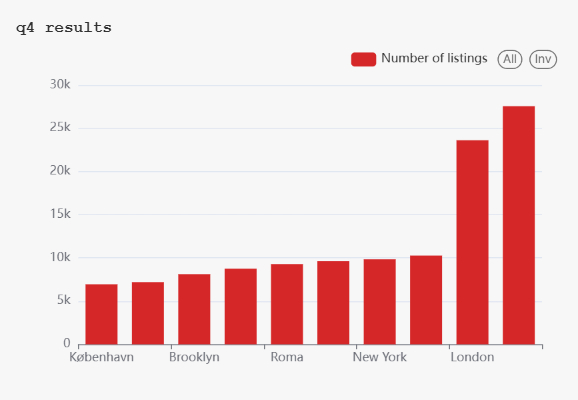 q4 results
Number of listings All Inv
30k
25k
20k
15k
10k
5k
0
København Brooklyn Roma New York London